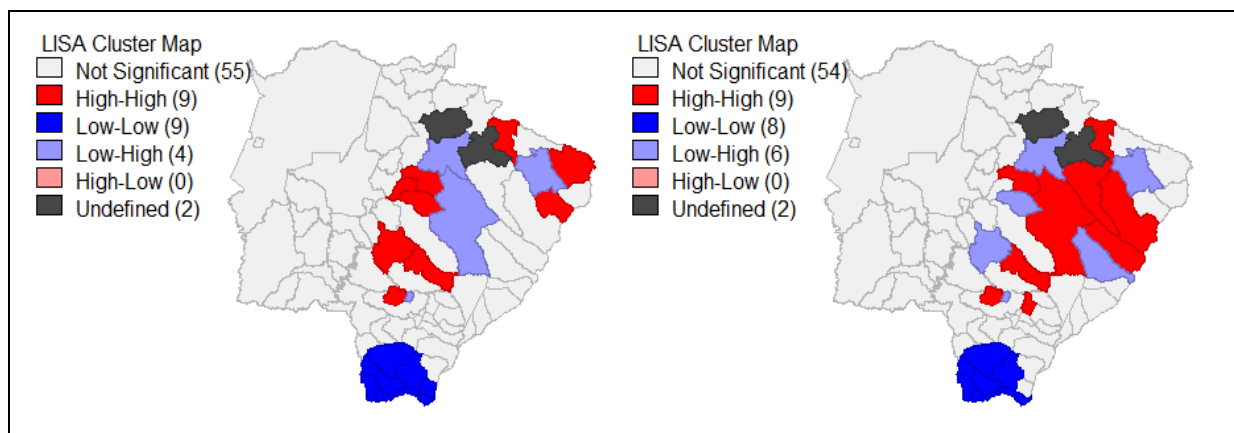 LISA Cluster Map
Not Significant (55)
High-High (9)
Low-Low (9)
Low-High (4)
High-Low (0)
Undefined (2)
LISA Cluster Map
Not Significant (54)
High-High (9)
Low-Low (8)
Low-High (6)
High-Low (0)
Undefined (2)